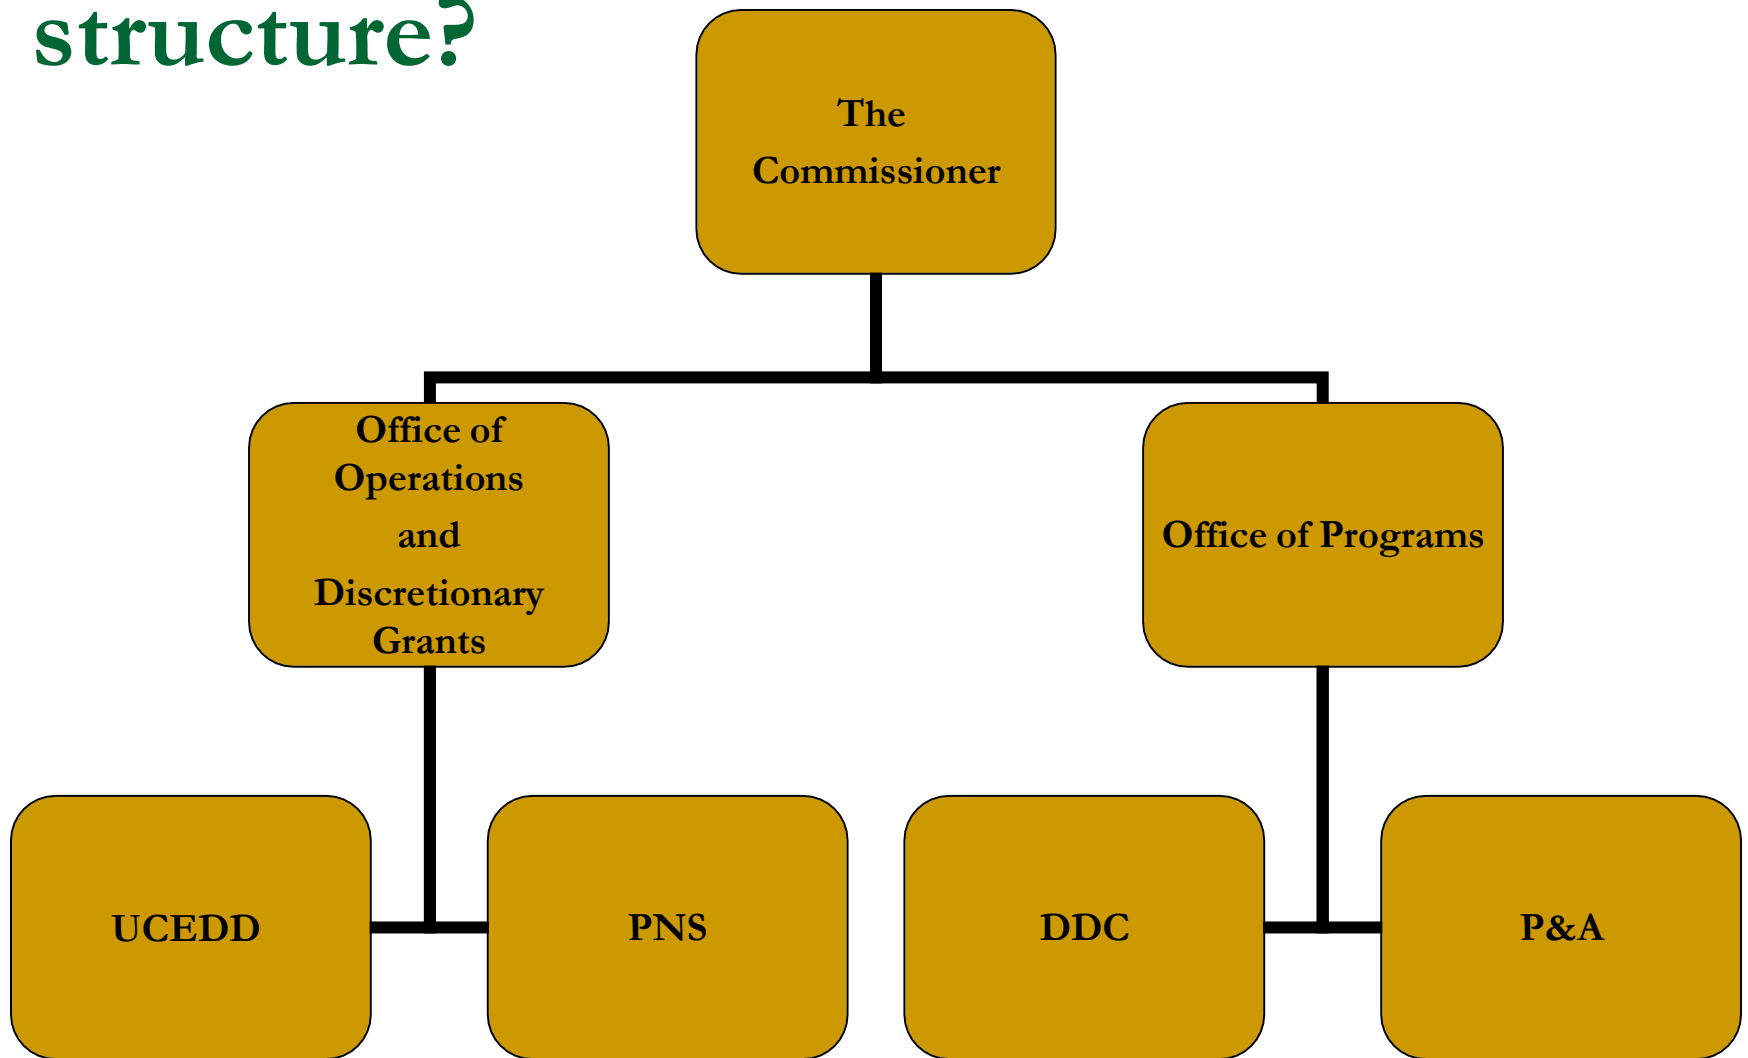 structure?
The
Commissioner
Office of
Operations
and
Discretionary
Grants
Office of Programs
UCEDD
PNS
DDC
P&A